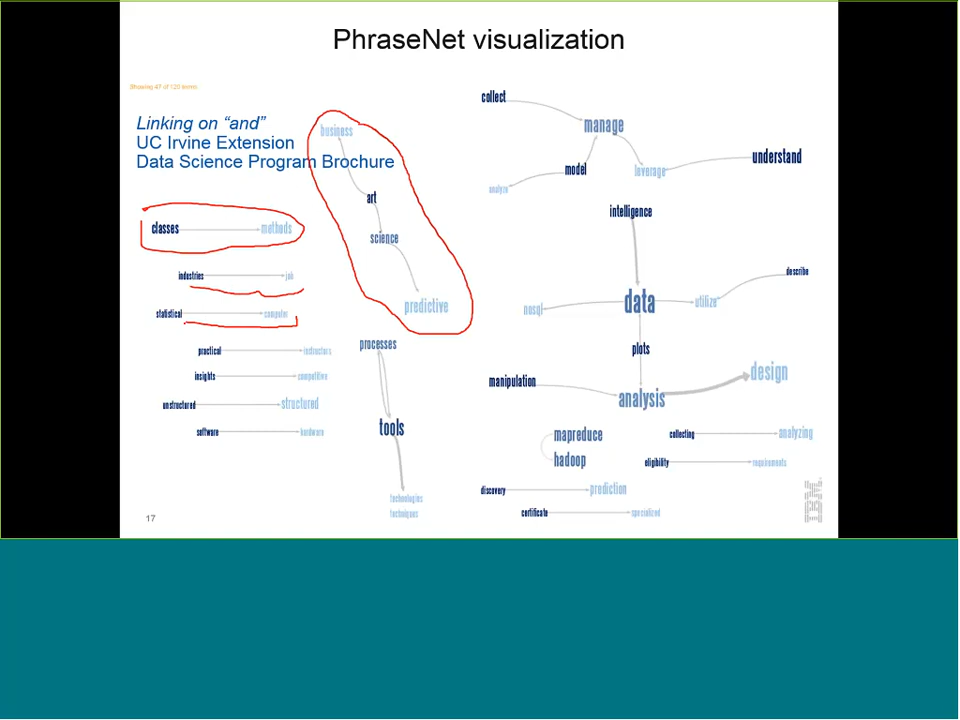 PhraseNet visualization
Showing 47 of 120 terms
Linking on “and”
UC Irvine Extension
Data Science Program Brochure
business
art
science
predictive
classes methods
industries job
statistical computer
practical instructors
insights competitive
unstructured structured
software hardware
processes
tools
technologies
techniques
collect
manage
understand
model
leverage
analyze
intelligence
describe
data
nosql
utilize
plots
manipulation
analysis
design
mapreduce
hadoop
collecting analyzing
eligibility requirements
discovery prediction
certificate specialized
17
IBM